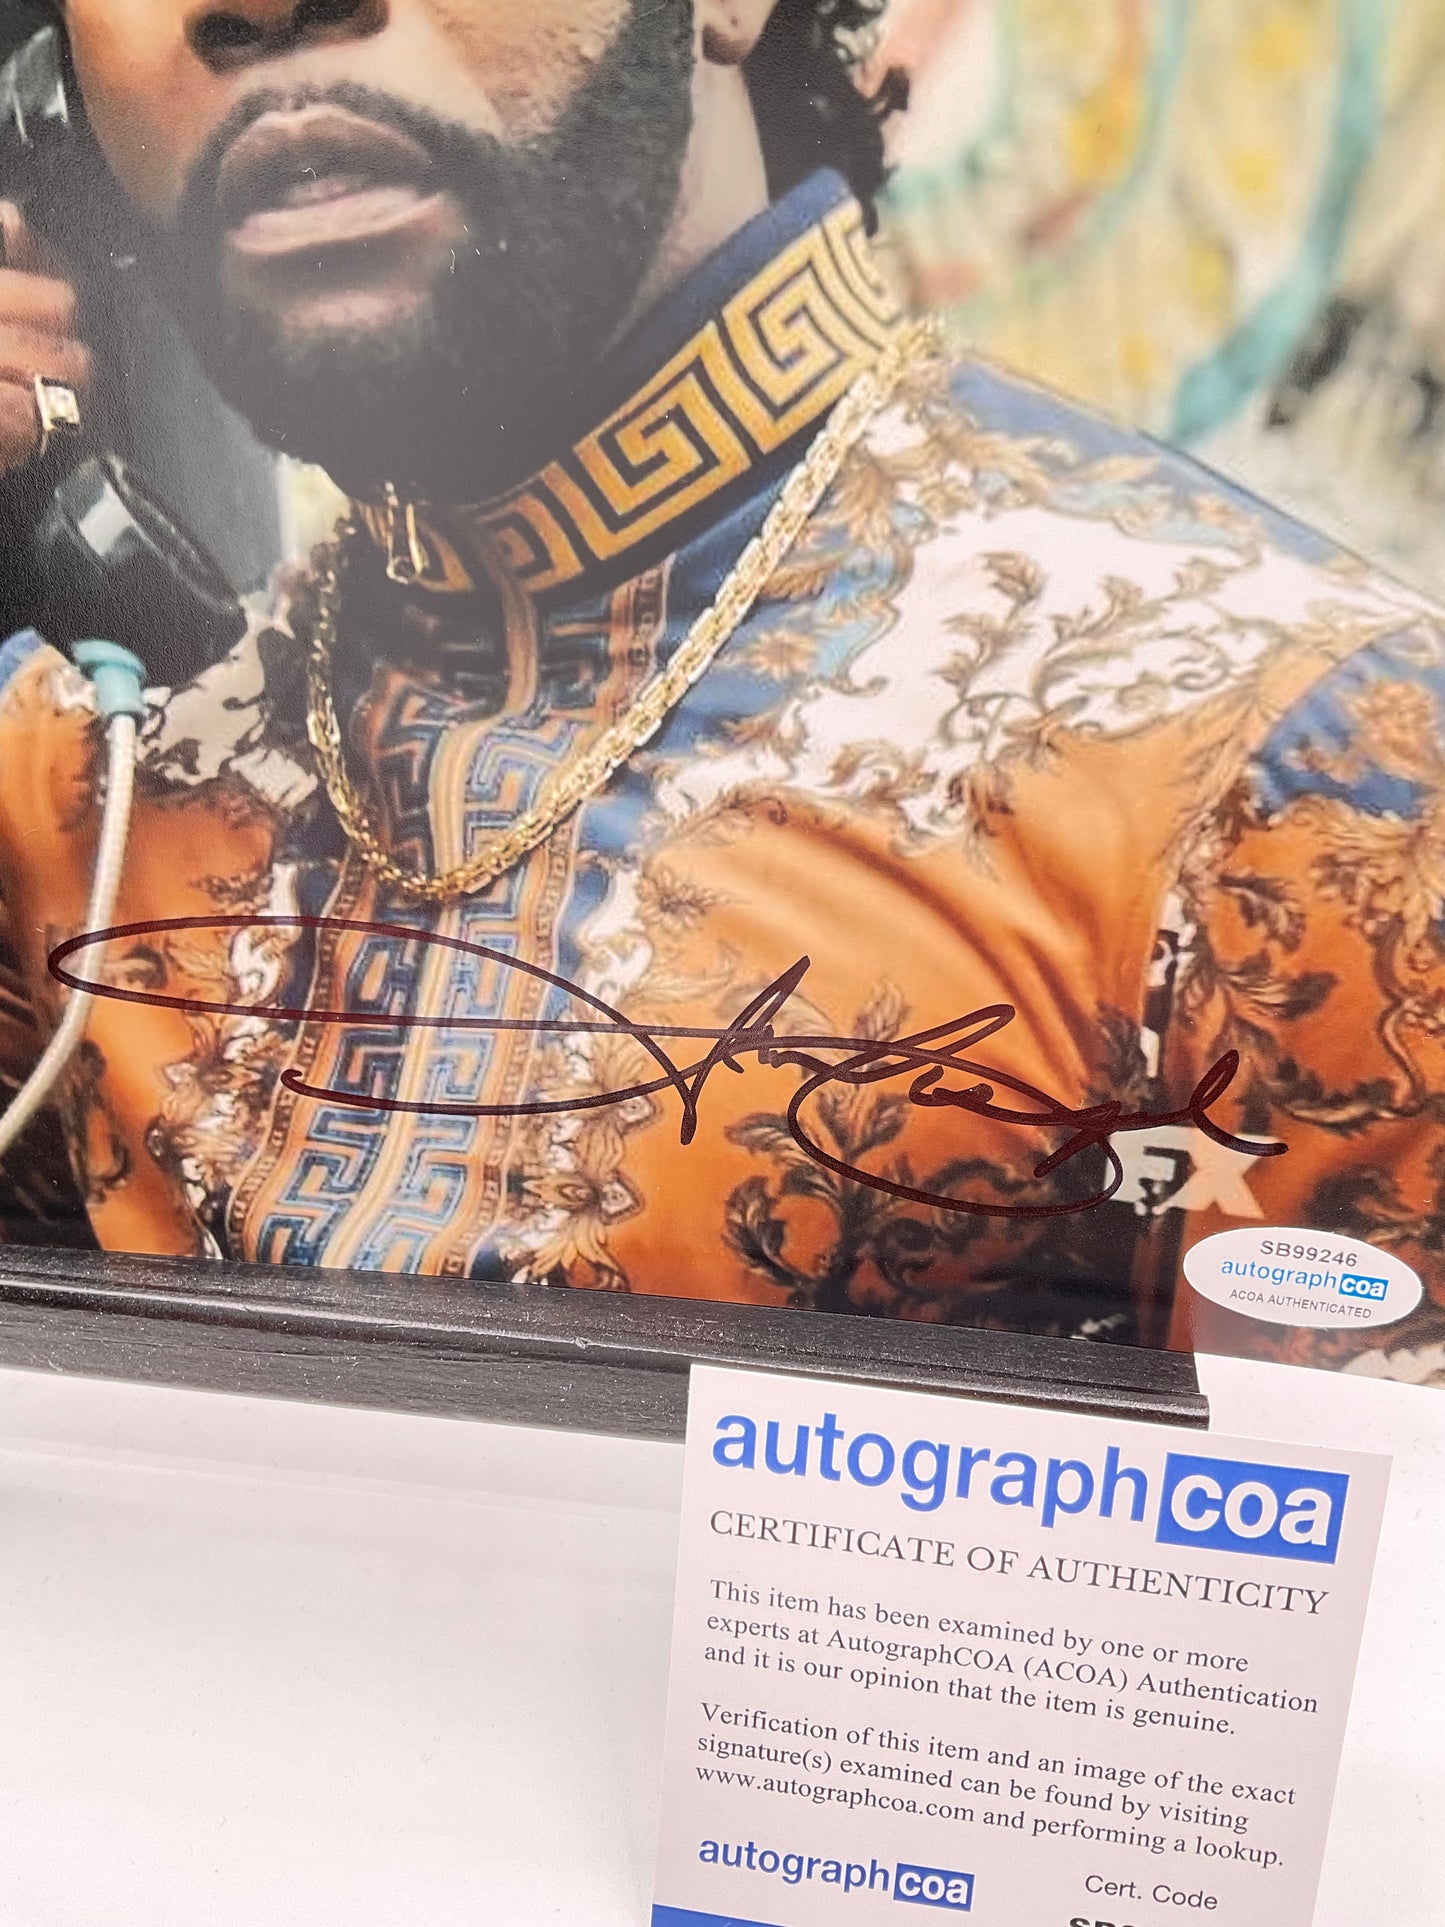 FX
SB99246
autographcoa
ACOA AUTHENTICATED
autographcoa
CERTIFICATE OF AUTHENTICITY
This item has been examined by one or more
experts at AutographCOA (ACOA) Authentication
and it is our opinion that the item is genuine.
Verification of this item and an image of the exact
signature(s) examined can be found by visiting
www.autographcoa.com and performing a lookup.
autographcoa
Cert. Code